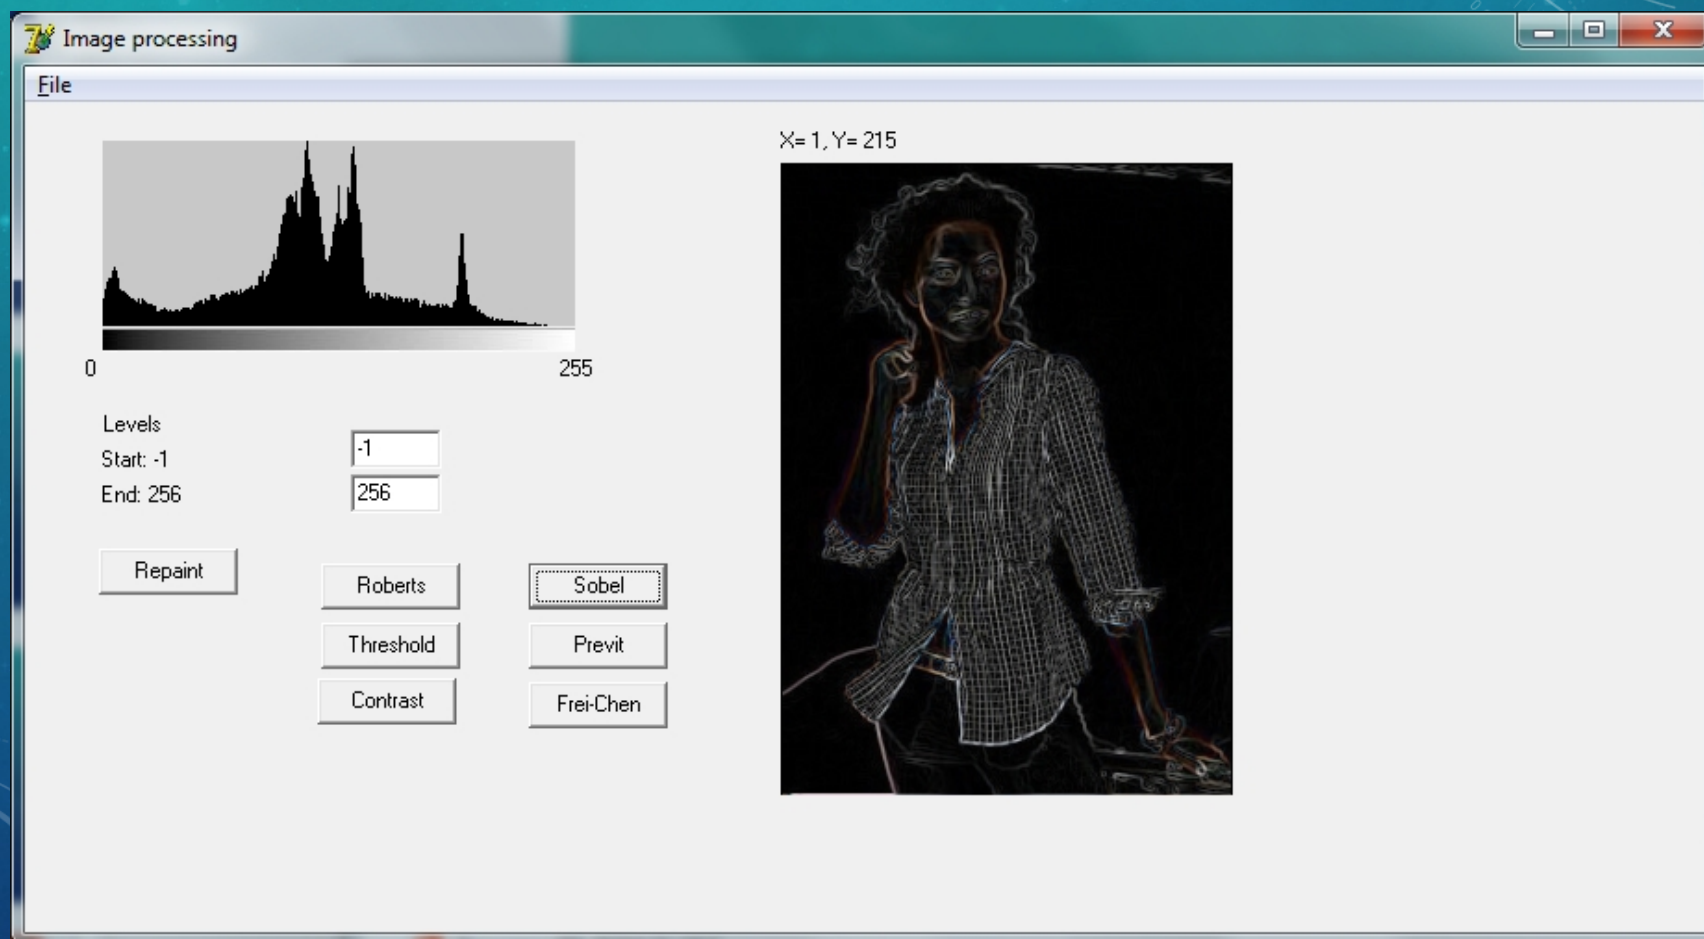 Image processing
File
X= 1, Y= 215
0
255
Levels
Start: -1
-1
End: 256
256
Repaint
Roberts
Sobel
Threshold
Previt
Contrast
Frei-Chen